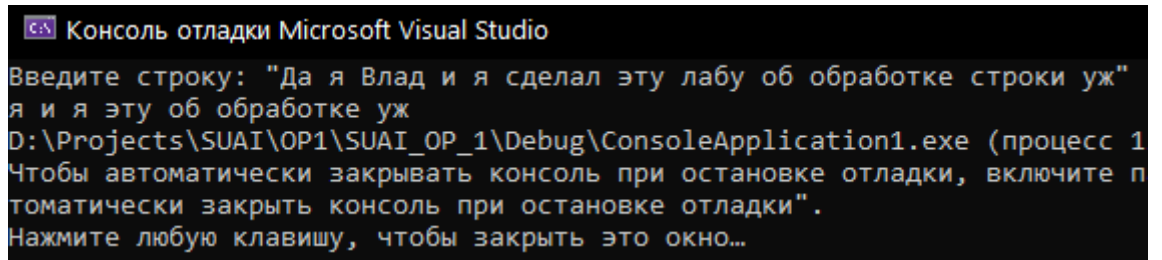 Консоль отладки Microsoft Visual Studio
Введите строку: "Да я Влад и я сделал эту лабу об обработке строки уж"
я и я эту об обработке уж
D:\Projects\SUAI\OP1\SUAI_OP_1\Debug\ConsoleApplication1.exe (процесс 1
Чтобы автоматически закрывать консоль при остановке отладки, включите п
томатически закрыть консоль при остановке отладки".
Нажмите любую клавишу, чтобы закрыть это окно…